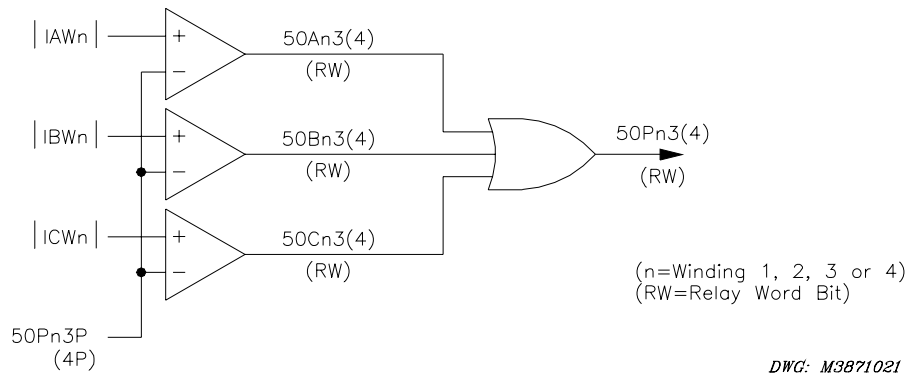 |IAWn|
+
−
50An3(4)
(RW)
|IBWn|
+
−
50Bn3(4)
(RW)
50Pn3(4)
(RW)
|ICWn|
+
−
50Cn3(4)
(RW)
50Pn3P
(4P)
(n=Winding 1, 2, 3 or 4)
(RW=Relay Word Bit)
DWG: M3871021